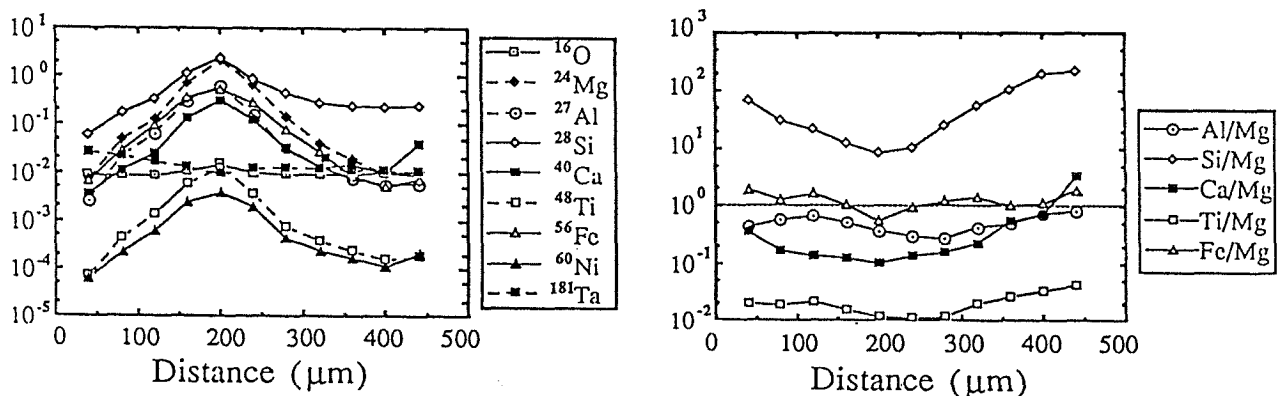 10^1
10^0
10^-1
10^-2
10^-3
10^-4
10^-5
0 100 200 300 400 500
Distance (μm)
^16O
^24Mg
^27Al
^28Si
^40Ca
^48Ti
^56Fe
^60Ni
^181Ta
10^3
10^2
10^1
10^0
10^-1
10^-2
0 100 200 300 400 500
Distance (μm)
Al/Mg
Si/Mg
Ca/Mg
Ti/Mg
Fe/Mg